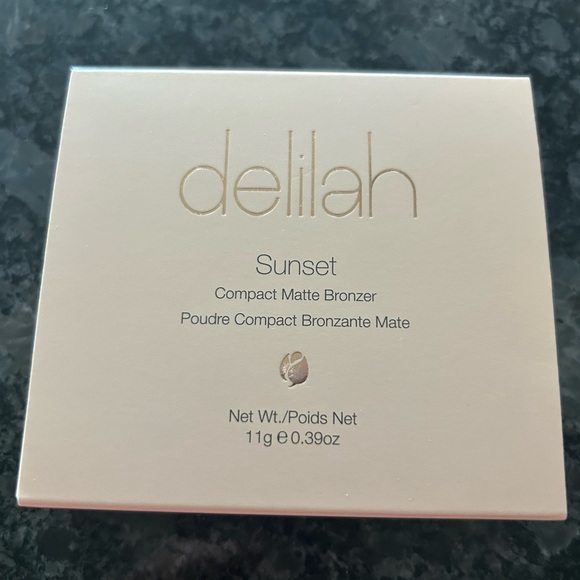 delilah
Sunset
Compact Matte Bronzer
Poudre Compact Bronzante Mate
Net Wt./Poids Net
11g ℮ 0.39oz